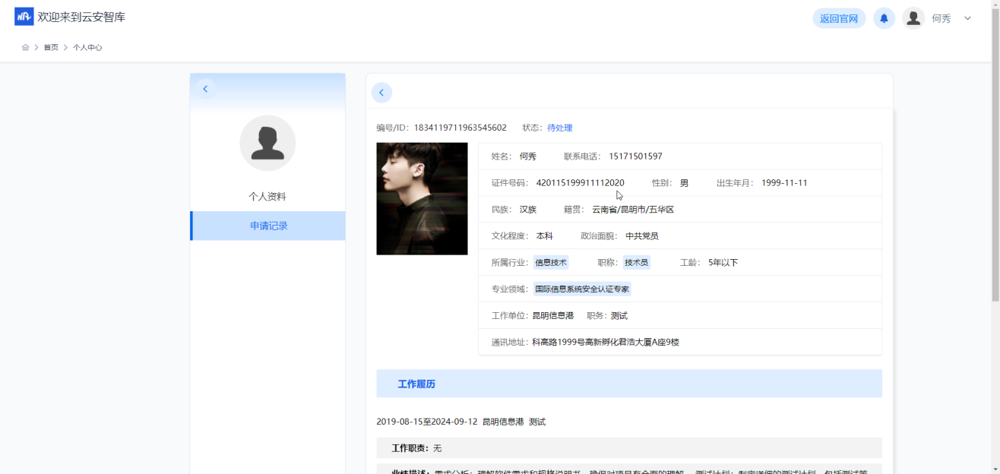 欢迎来到云安智库
返回官网
何秀
首页 > 个人中心
个人资料
申请记录
编号/ID： 1834119711963545602 状态： 待处理
姓名： 何秀 联系电话： 15171501597
证件号码： 420115199911112020 性别： 男 出生年月： 1999-11-11
民族： 汉族 籍贯： 云南省/昆明市/五华区
文化程度： 本科 政治面貌： 中共党员
所属行业： 信息技术 职称： 技术员 工龄： 5年以下
专业领域： 国际信息系统安全认证专家
工作单位： 昆明信息港 职务： 测试
通讯地址： 科高路1999号高新孵化君浩大厦A座9楼
工作履历
2019-08-15至2024-09-12 昆明信息港 测试
工作职责： 无
业绩描述： 需求分析：理解软件需求和规格说明书，确保对项目有全面的理解。 测试计划：制定详细的测试计划，包括测试策